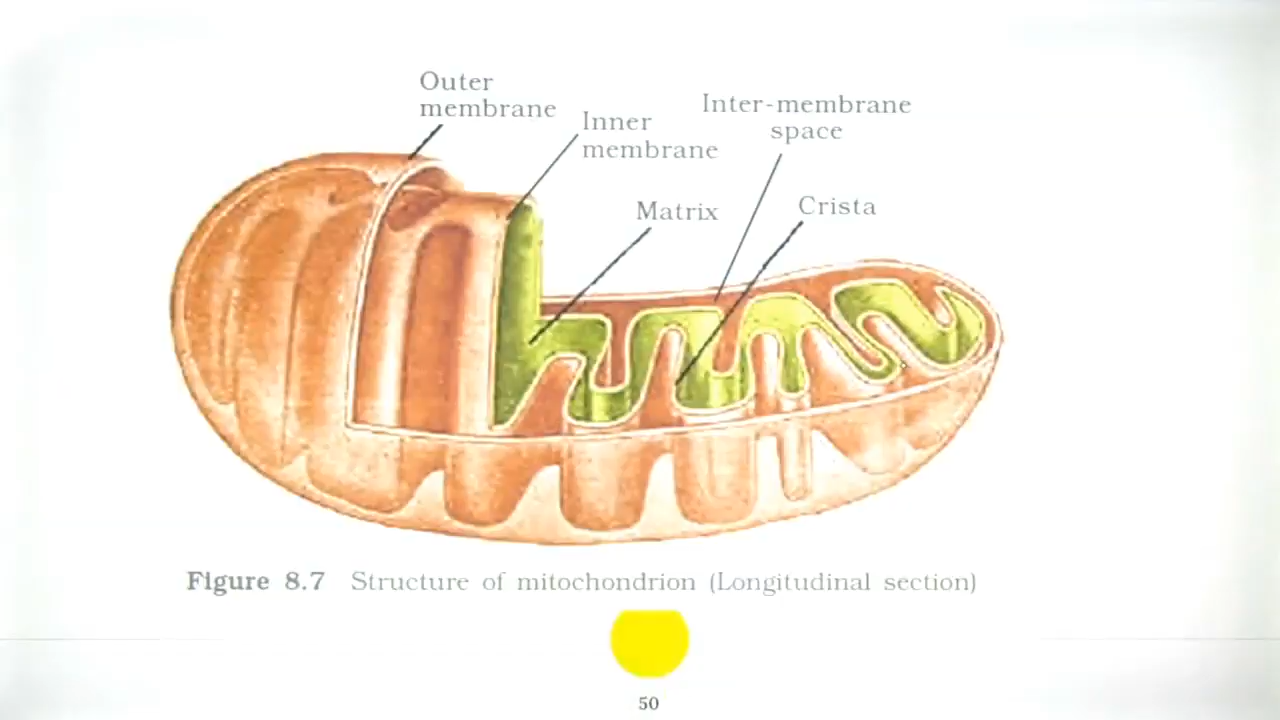 Outer
membrane
Inner
membrane
Inter-membrane
space
Matrix
Crista
Figure 8.7 Structure of mitochondrion (Longitudinal section)
50